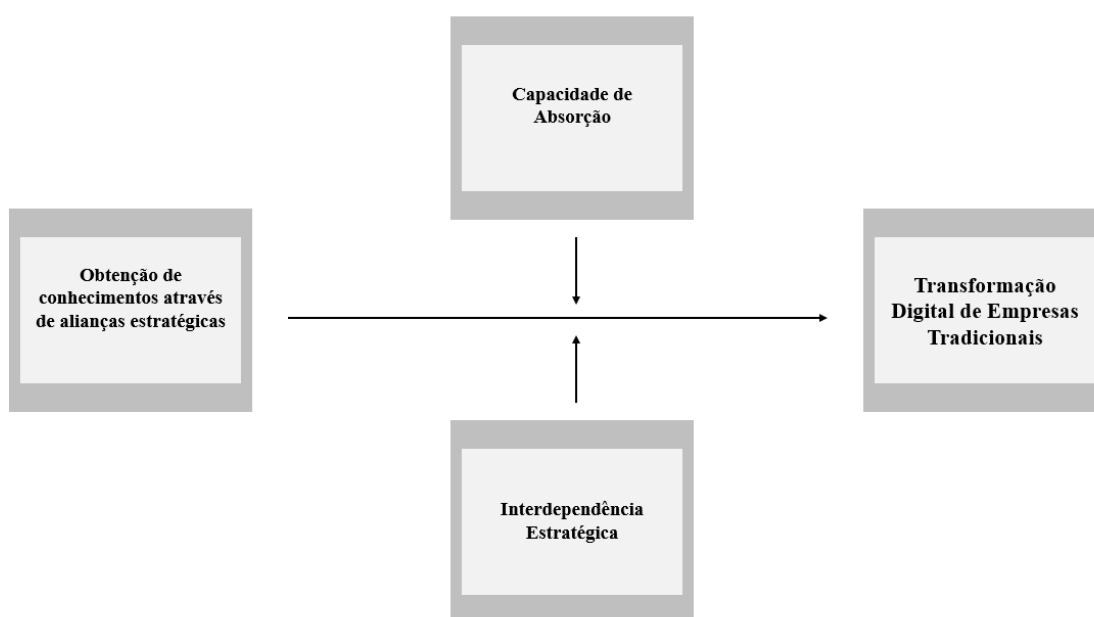 Capacidade de
Absorção
Obtenção de
conhecimentos através
de alianças estratégicas
Transformação
Digital de Empresas
Tradicionais
Interdependência
Estratégica